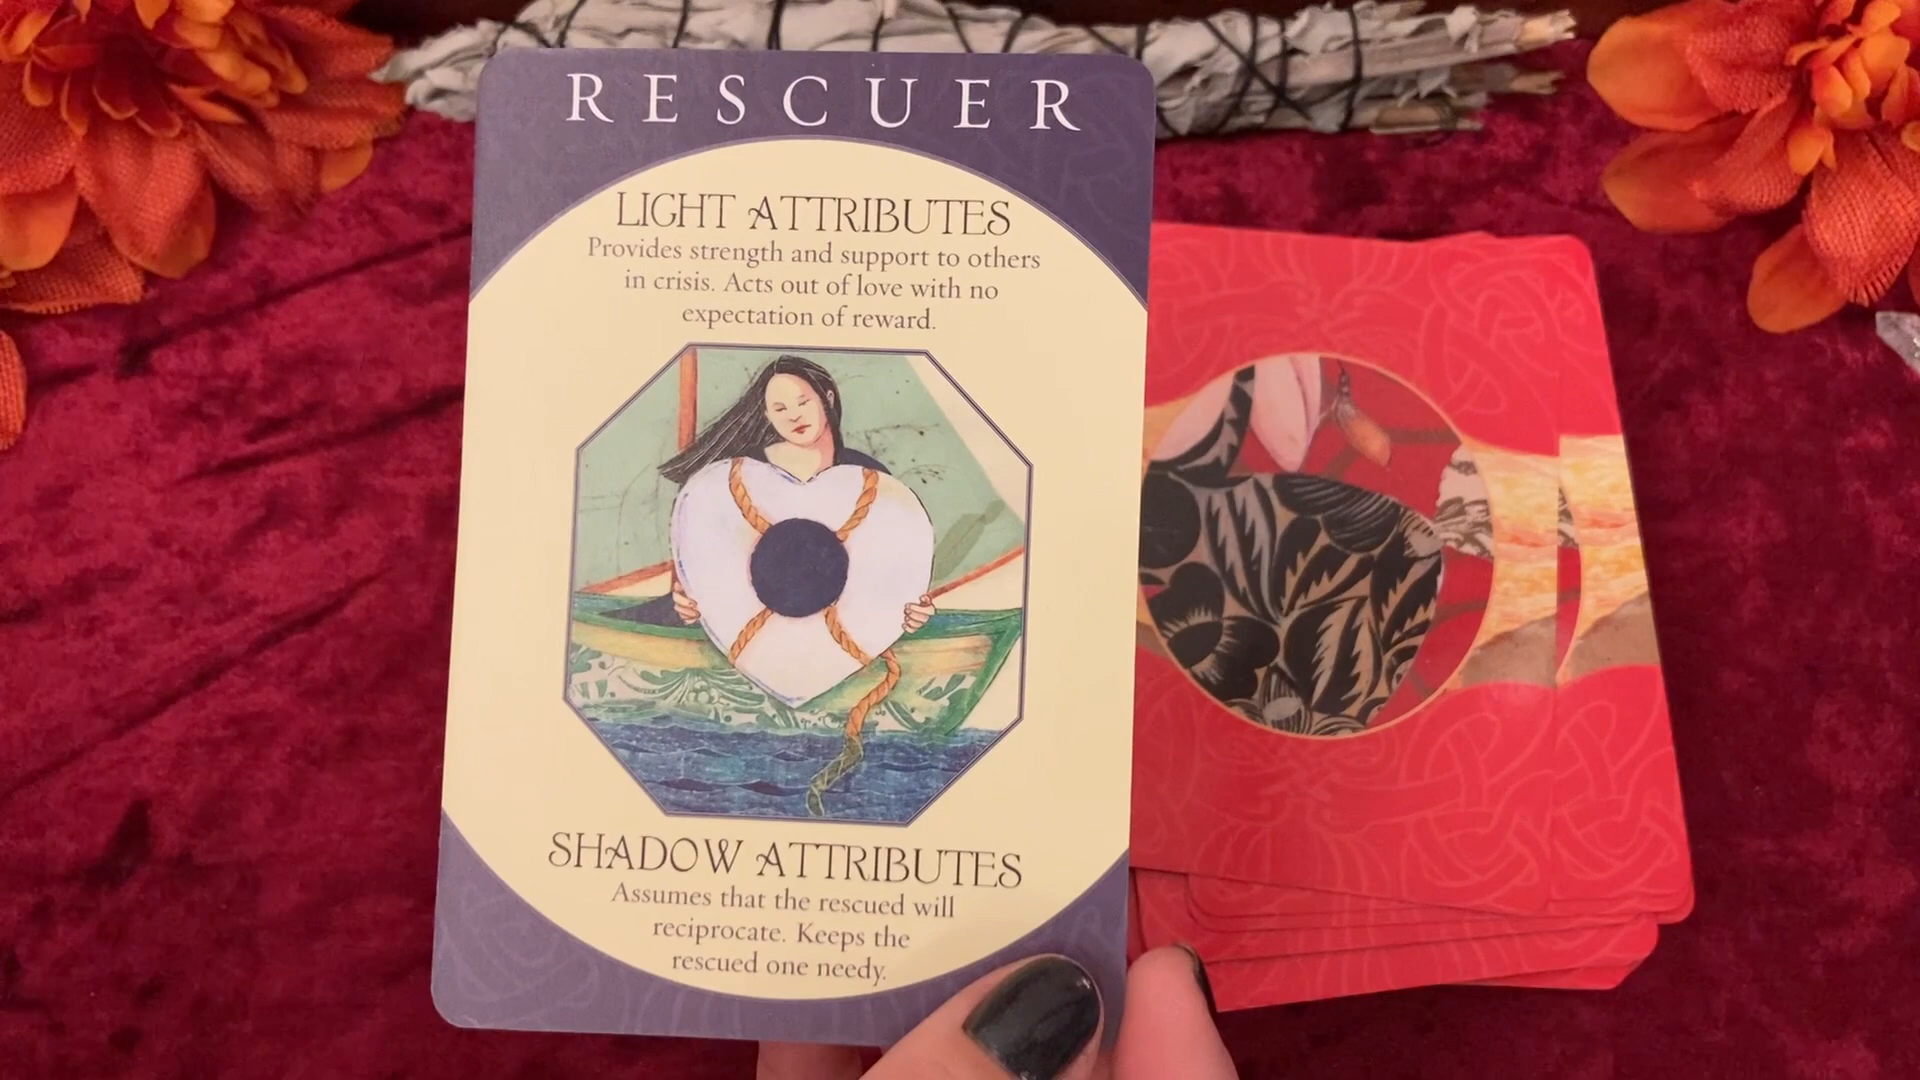 RESCUER
LIGHT ATTRIBUTES
Provides strength and support to others
in crisis. Acts out of love with no
expectation of reward.
SHADOW ATTRIBUTES
Assumes that the rescued will
reciprocate. Keeps the
rescued one needy.